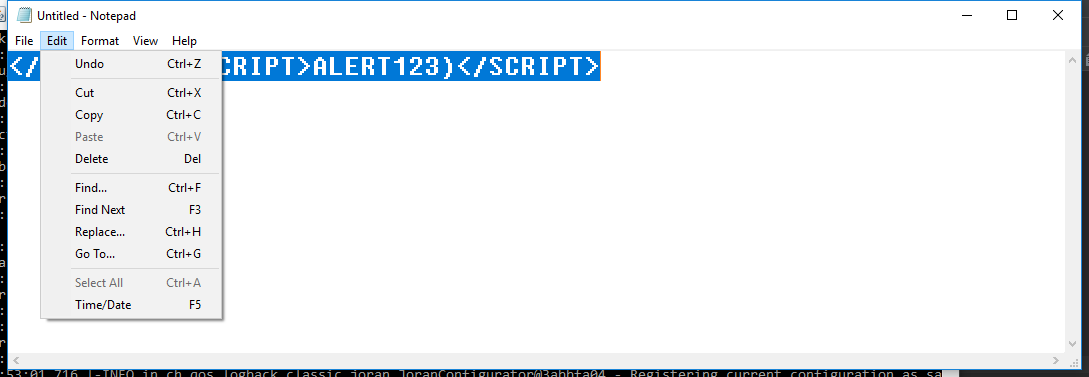 Untitled - Notepad
File Edit Format View Help
</ CRIPT>ALERT123)</SCRIPT>
Undo Ctrl+Z
Cut Ctrl+X
Copy Ctrl+C
Paste Ctrl+V
Delete Del
Find... Ctrl+F
Find Next F3
Replace... Ctrl+H
Go To... Ctrl+G
Select All Ctrl+A
Time/Date F5
:53:01,716 |-INFO in ch.qos.logback.classic.joran.JoranConfigurator@3abbfa04 - Registering current configuration as sa